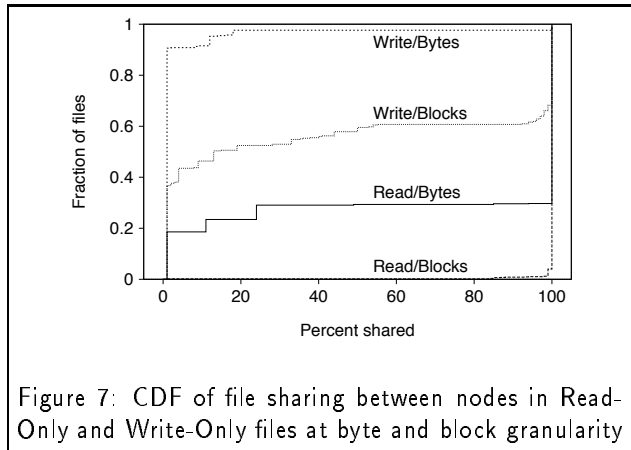 1
0.8
0.6
0.4
0.2
0
Fraction of files
Write/Bytes
Write/Blocks
Read/Bytes
Read/Blocks
0 20 40 60 80 100
Percent shared
Figure 7: CDF of file sharing between nodes in Read-
Only and Write-Only files at byte and block granularity